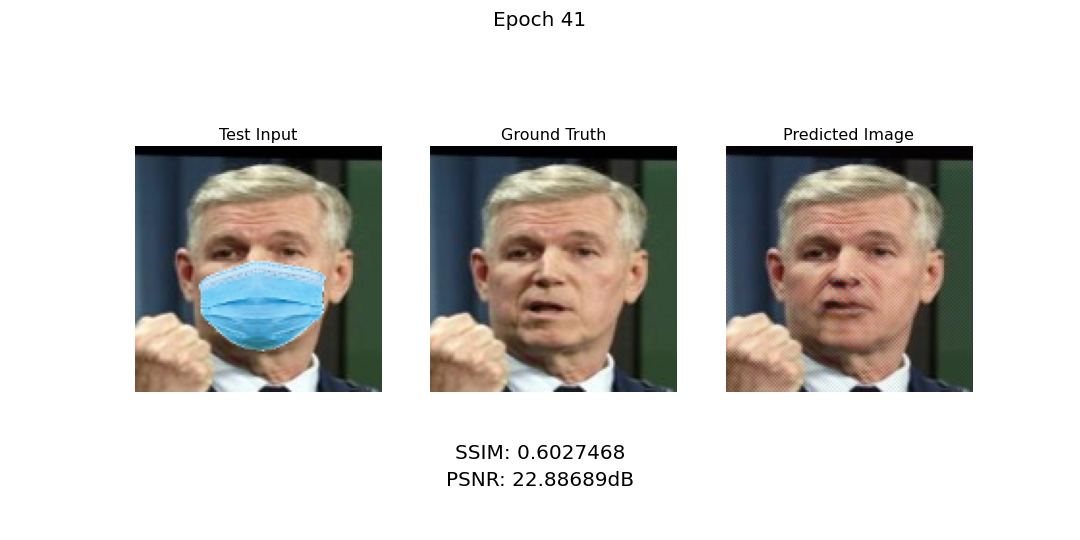 Epoch 41
Test Input
Ground Truth
Predicted Image
SSIM: 0.6027468
PSNR: 22.88689dB